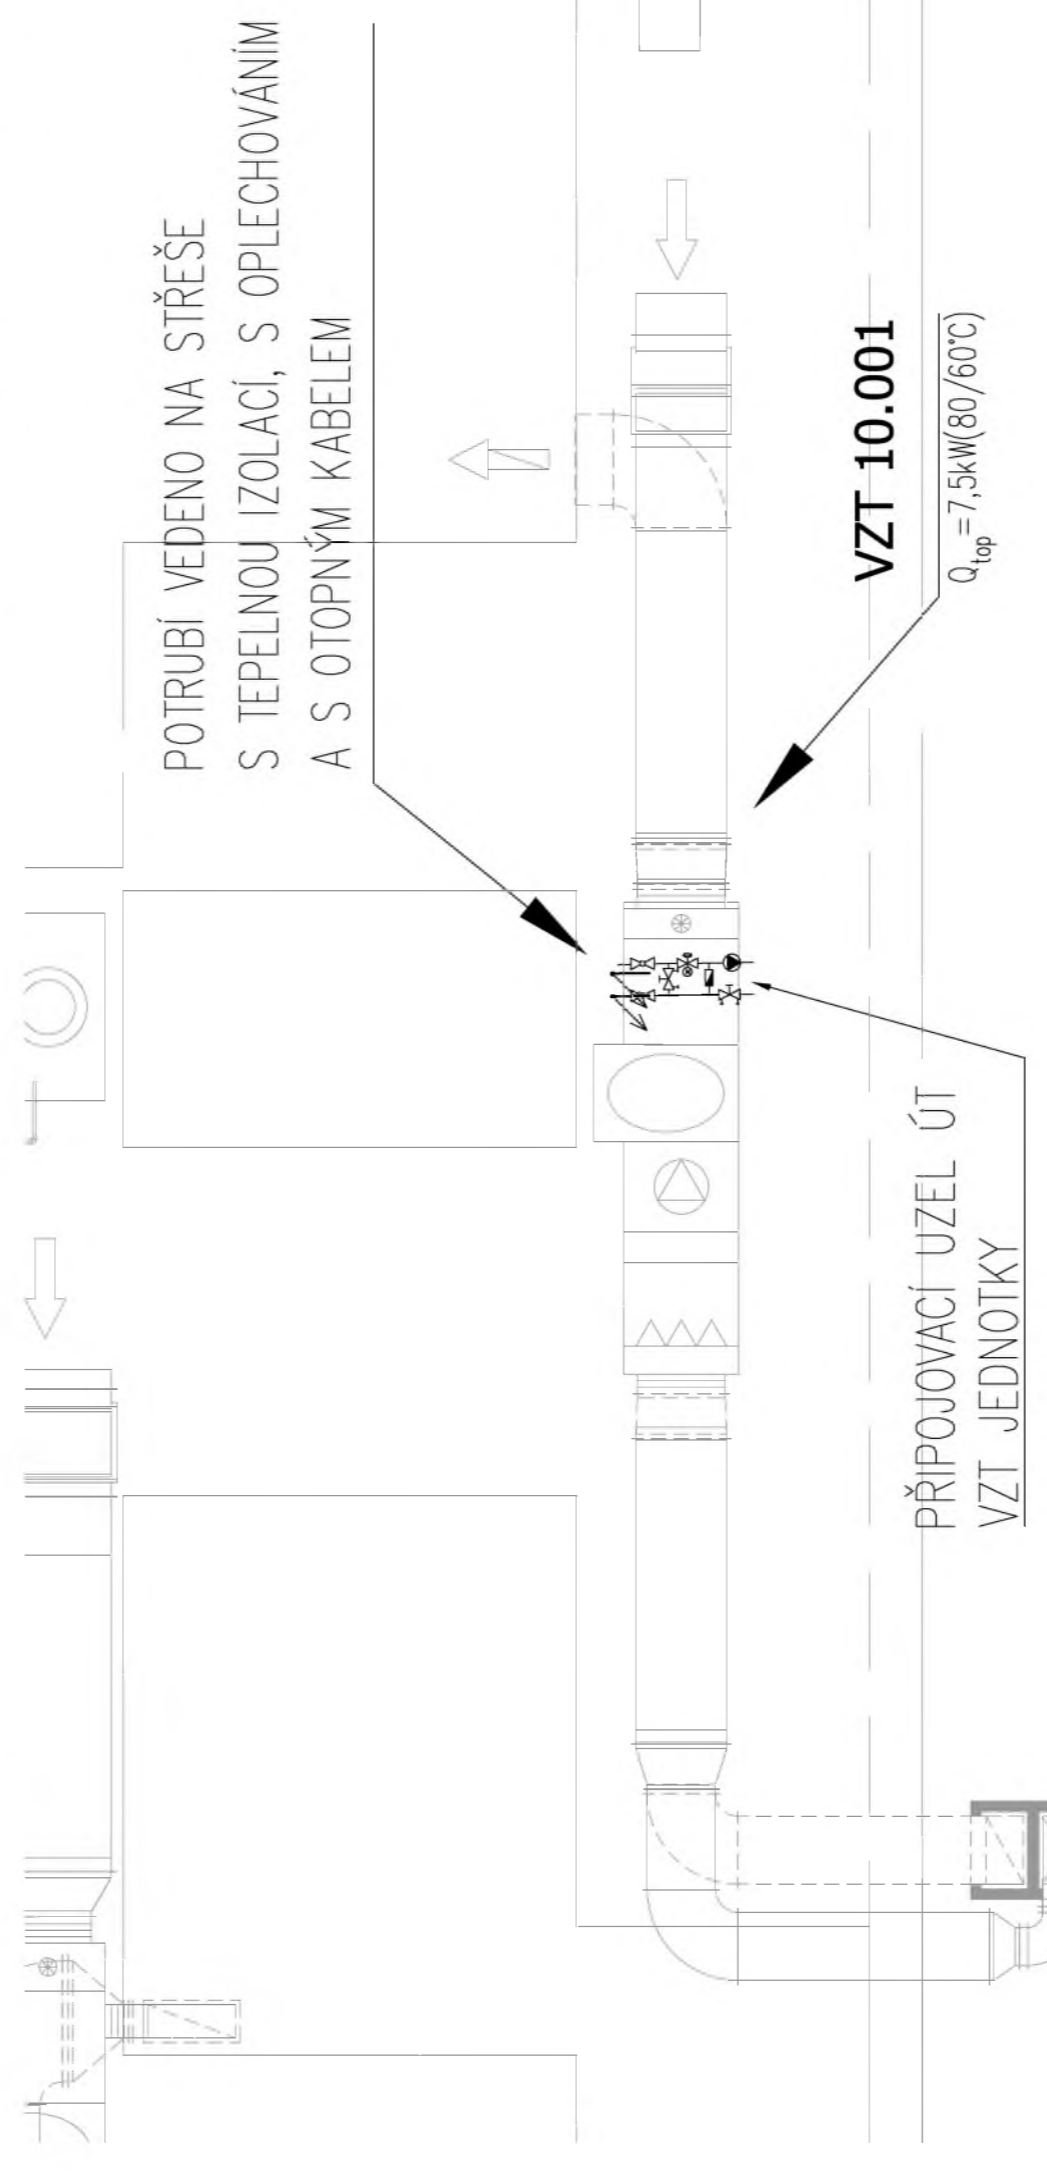 POTRUBÍ VEDENO NA STŘEŠE
S TEPELNOU IZOLACÍ, S OPLECHOVÁNÍM
A S OTOPNÝM KABELEM
VZT 10.001
Qtop=7,5kW(80/60°C)
PŘIPOJOVACÍ UZEL ÚT
VZT JEDNOTKY